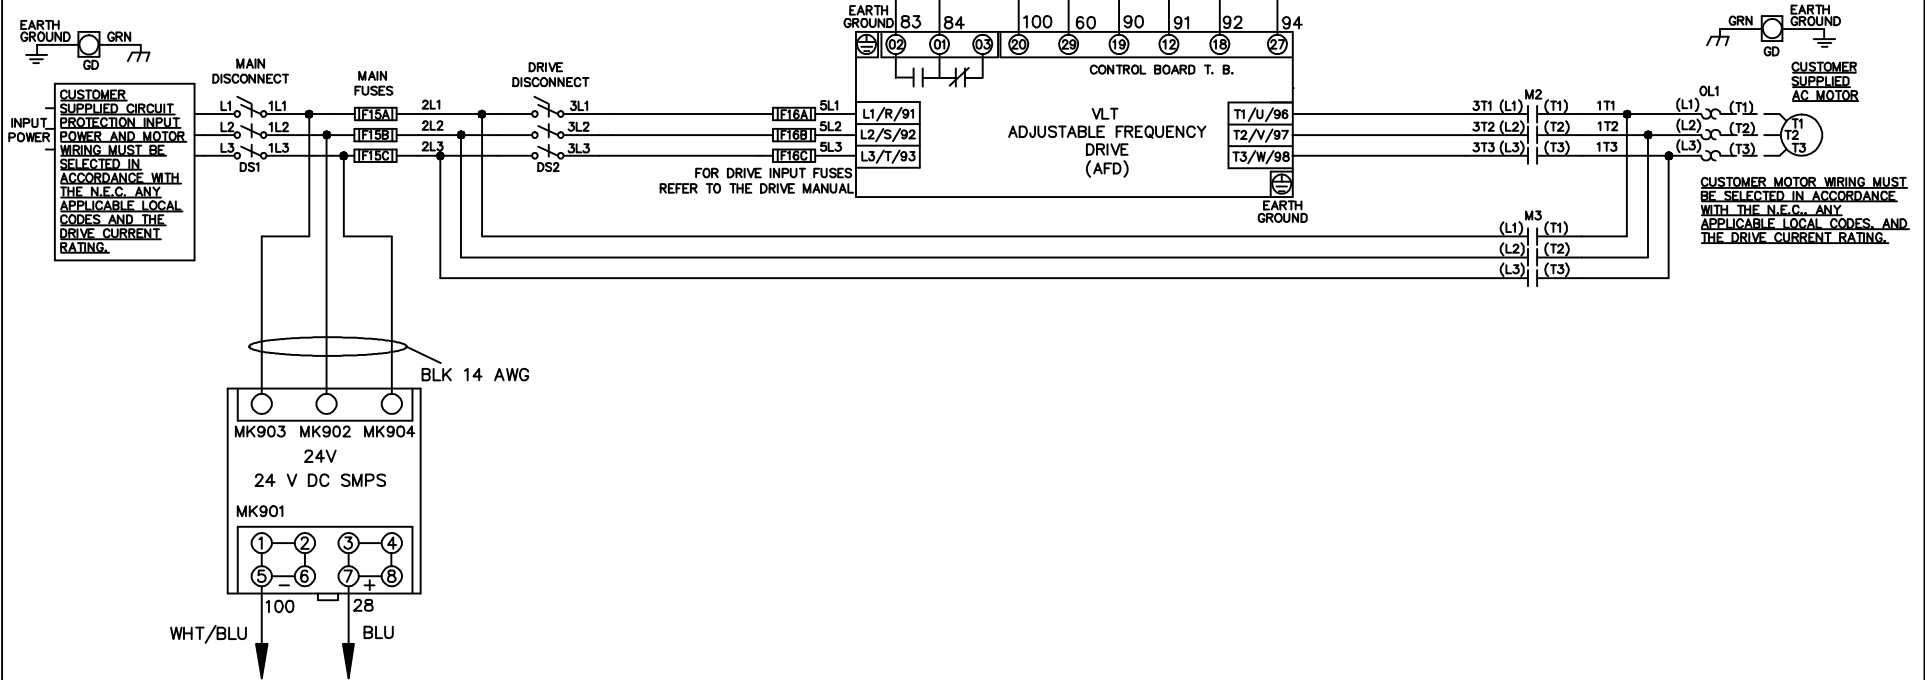 EARTH
GROUND
GRN
GD
INPUT
POWER
CUSTOMER
SUPPLIED CIRCUIT
PROTECTION INPUT
POWER AND MOTOR
WIRING MUST BE
SELECTED IN
ACCORDANCE WITH
THE N.E.C. ANY
APPLICABLE LOCAL
CODES AND THE
DRIVE CURRENT
RATING.
MAIN
DISCONNECT
L1 1L1
L2 1L2
L3 1L3
DS1
MAIN
FUSES
F15A
F15B
F15C
2L1
2L2
2L3
DRIVE
DISCONNECT
3L1
3L2
3L3
DS2
F16A 5L1
F16B 5L2
F16C 5L3
FOR DRIVE INPUT FUSES
REFER TO THE DRIVE MANUAL
EARTH
GROUND
83 84 100 60 90 91 92 94
02 01 03 20 29 19 12 18 27
CONTROL BOARD T. B.
L1/R/91
L2/S/92
L3/T/93
VLT
ADJUSTABLE FREQUENCY
DRIVE
(AFD)
T1/U/96
T2/V/97
T3/W/98
EARTH
GROUND
M2
3T1 (L1) (T1) 1T1
3T2 (L2) (T2) 1T2
3T3 (L3) (T3) 1T3
M3
(L1) (T1)
(L2) (T2)
(L3) (T3)
GRN
GD
EARTH
GROUND
CUSTOMER
SUPPLIED
AC MOTOR
OL1
(L1) (T1)
(L2) (T2)
(L3) (T3)
T1
T2
T3
CUSTOMER MOTOR WIRING MUST
BE SELECTED IN ACCORDANCE
WITH THE N.E.C., ANY
APPLICABLE LOCAL CODES, AND
THE DRIVE CURRENT RATING.
BLK 14 AWG
MK903 MK902 MK904
24V
24 V DC SMPS
MK901
1 2 3 4
5 6 7 8
− +
100 28
WHT/BLU BLU